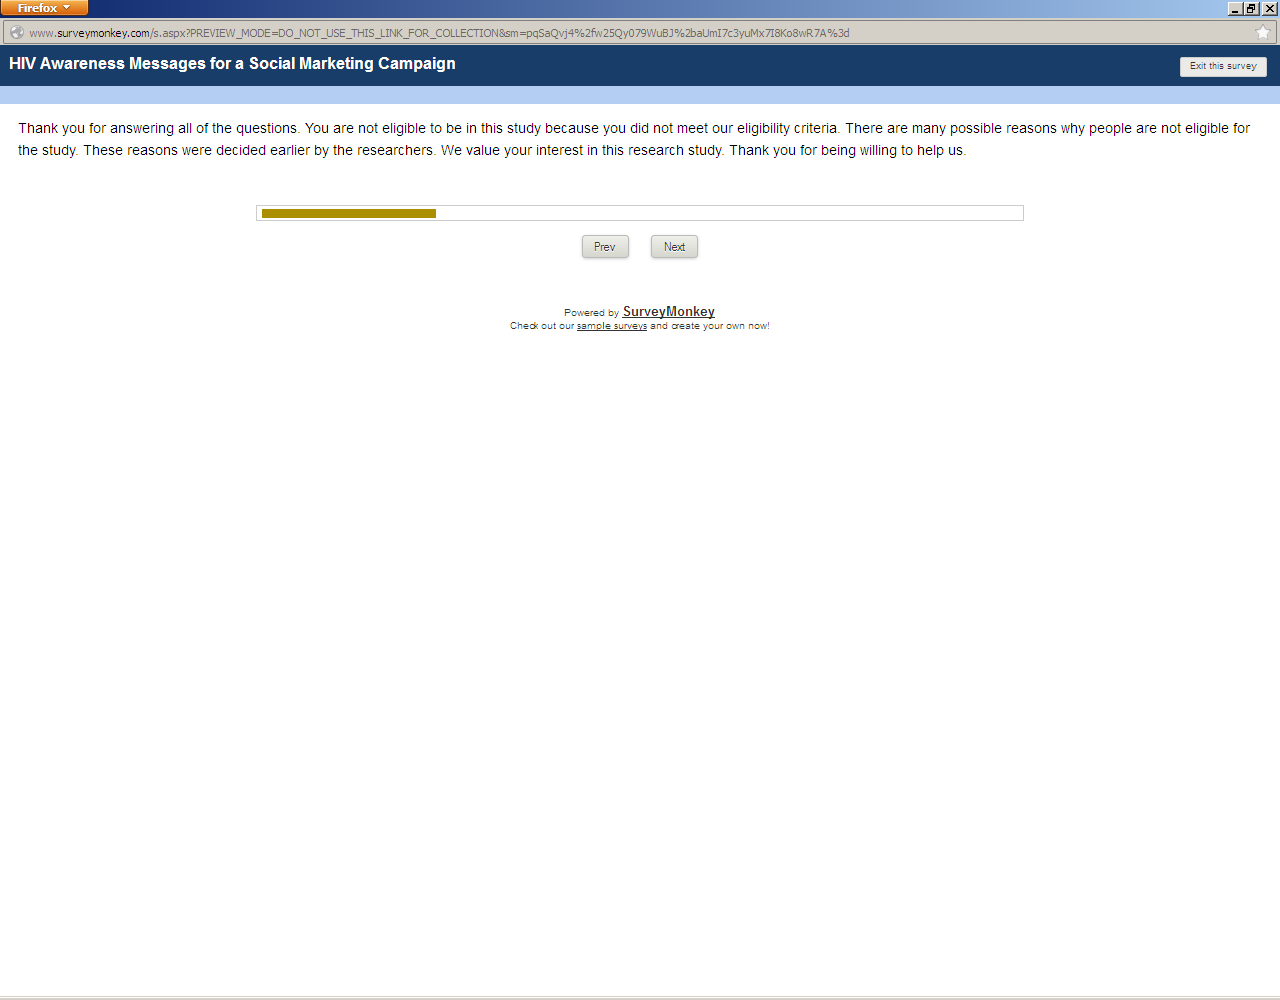 Firefox
www.surveymonkey.com/s.aspx?PREVIEW_MODE=DO_NOT_USE_THIS_LINK_FOR_COLLECTION&sm=pqSaQvj4%2fw25Qy079WuBJ%2baUmI7c3yuMx7I8Ko8wR7A%3d
HIV Awareness Messages for a Social Marketing Campaign
Exit this survey
Thank you for answering all of the questions. You are not eligible to be in this study because you did not meet our eligibility criteria. There are many possible reasons why people are not eligible for
the study. These reasons were decided earlier by the researchers. We value your interest in this research study. Thank you for being willing to help us.
Prev Next
Powered by SurveyMonkey
Check out our sample surveys and create your own now!